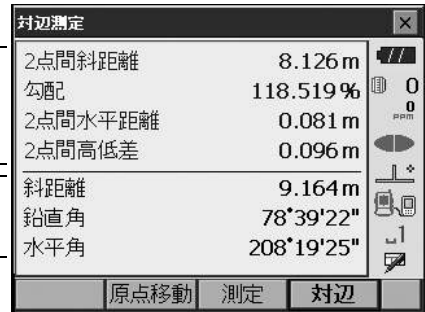 対辺測定
2点間斜距離 8.126m
勾配 118.519%
2点間水平距離 0.081m
2点間高低差 0.096m
斜距離 9.164m
鉛直角 78°39'22"
水平角 208°19'25"
0
0
ppm
1
原点移動 測定 対辺